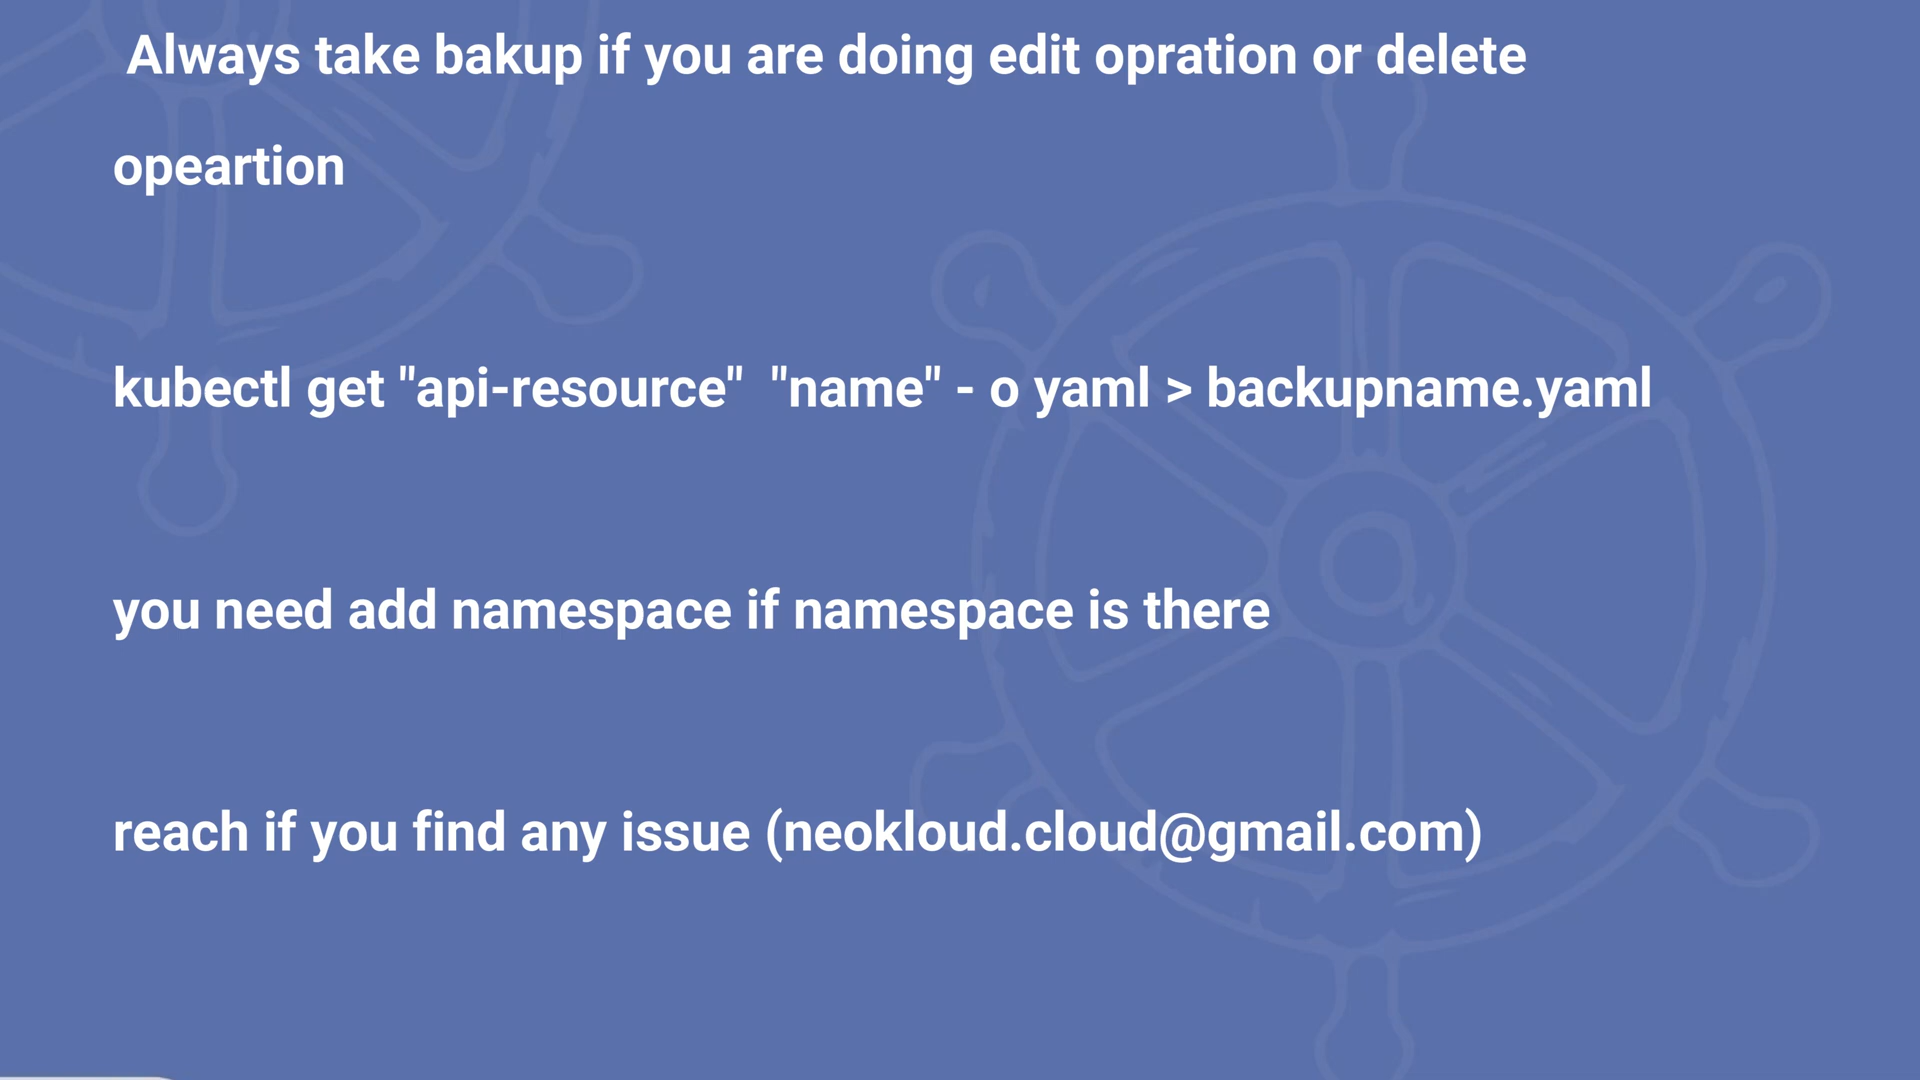 Always take bakup if you are doing edit opration or delete
opeartion
kubectl get "api-resource"  "name" - o yaml > backupname.yaml
you need add namespace if namespace is there
reach if you find any issue (neokloud.cloud@gmail.com)